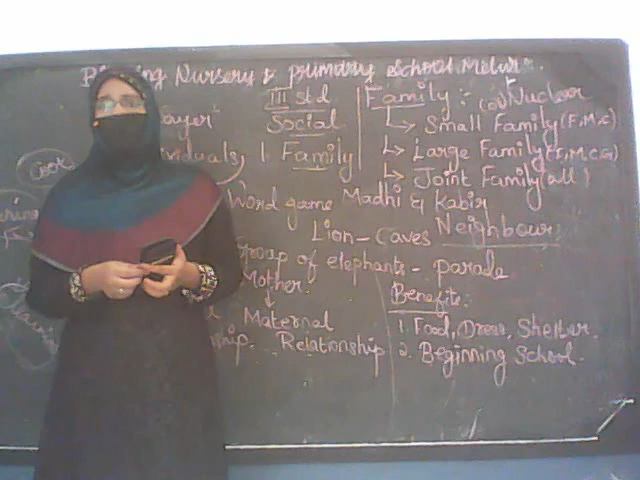 Nursery & primary School Melur.
III std
Social
1. Family
Word game Madhi & Kabir
Lion - Caves Neighbour
Group of elephants - parade
Mother
↓
Maternal
Relationship
Family :- (or) Nuclear
↳ Small Family (F, M, C)
↳ Large Family (F, M, C, G)
↳ Joint Family (all)
Benefits:
1. Food, Dress, Shelter.
2. Beginning School.